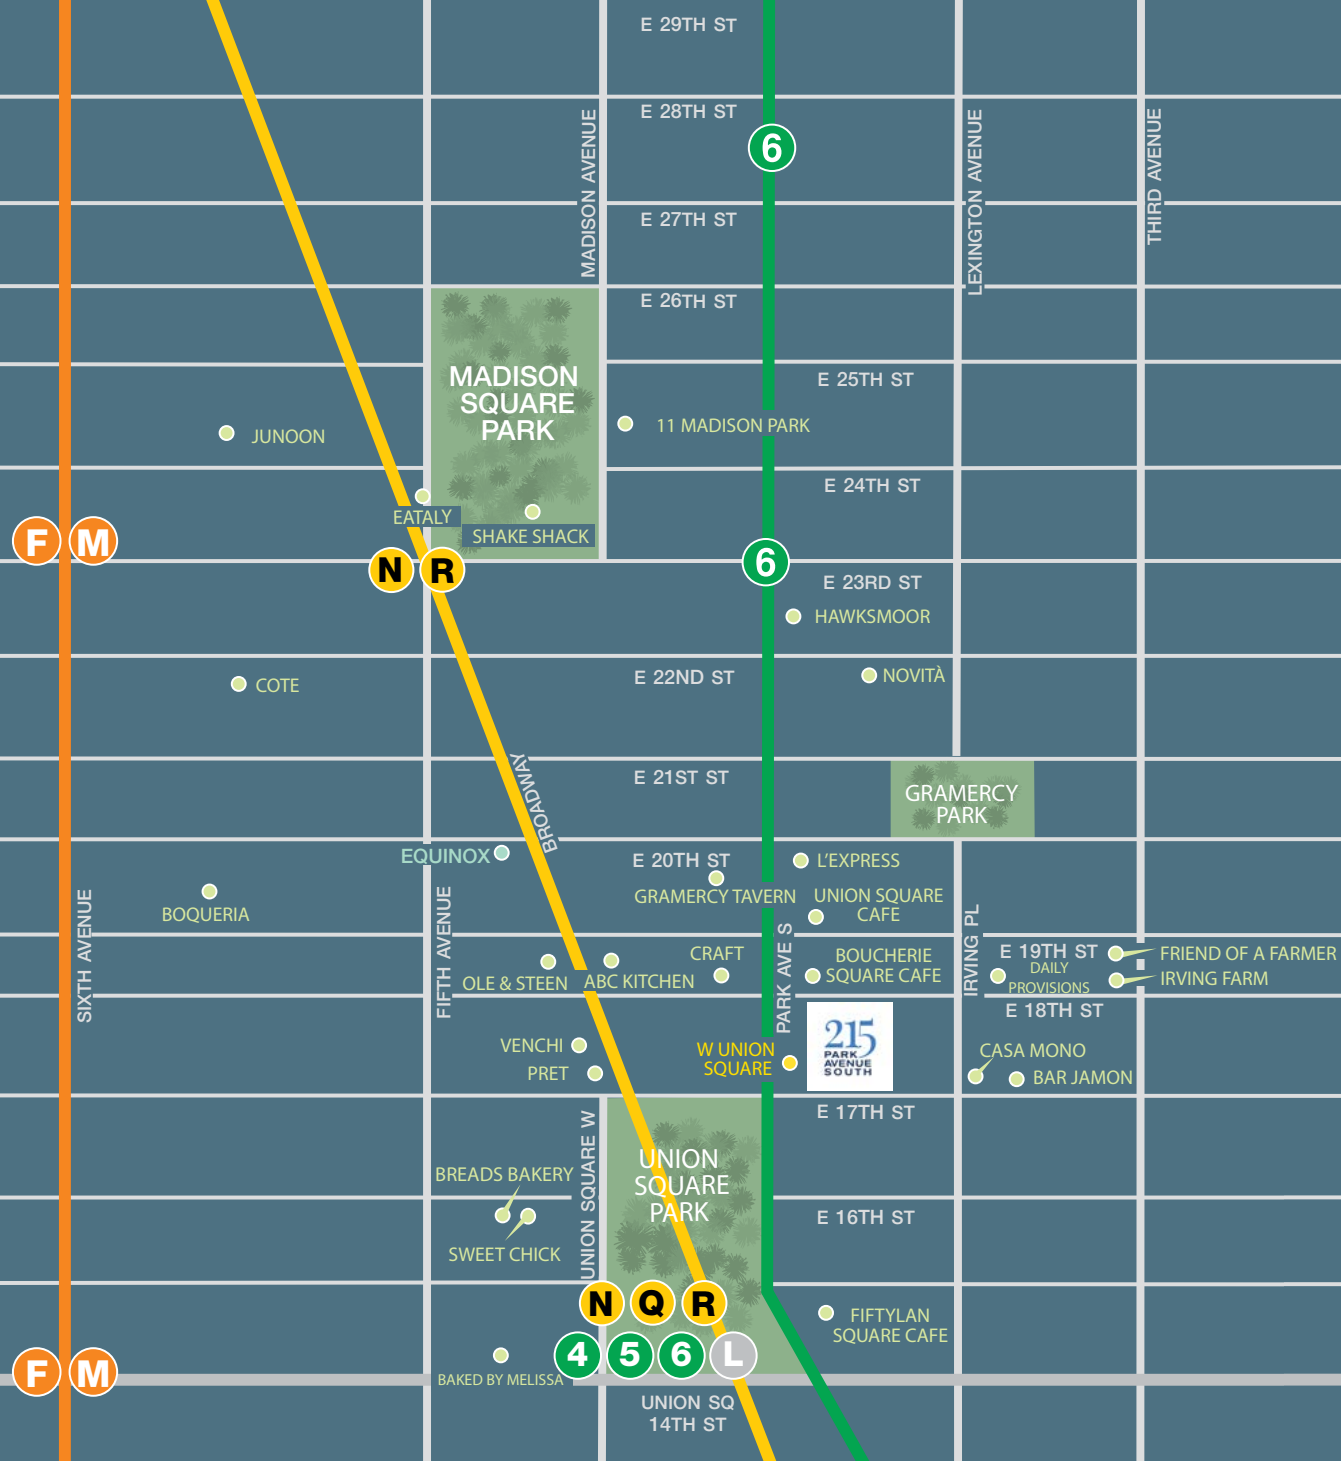 E 29TH ST
E 28TH ST
MADISON AVENUE
6
LEXINGTON AVENUE
THIRD AVENUE
E 27TH ST
E 26TH ST
MADISON
SQUARE
PARK
E 25TH ST
11 MADISON PARK
JUNOON
E 24TH ST
EATALY
SHAKE SHACK
F M
N R
6
E 23RD ST
HAWKSMOOR
E 22ND ST
NOVITÀ
COTE
BROADWAY
E 21ST ST
GRAMERCY
PARK
EQUINOX
E 20TH ST
L'EXPRESS
GRAMERCY TAVERN
UNION SQUARE
CAFE
BOQUERIA
SIXTH AVENUE
FIFTH AVENUE
PARK AVE S
IRVING PL
OLE & STEEN
ABC KITCHEN
CRAFT
BOUCHERIE
SQUARE CAFE
E 19TH ST
DAILY
PROVISIONS
FRIEND OF A FARMER
IRVING FARM
E 18TH ST
VENCHI
PRET
W UNION
SQUARE
215
PARK
AVENUE
SOUTH
CASA MONO
BAR JAMON
E 17TH ST
UNION SQUARE W
UNION
SQUARE
PARK
BREADS BAKERY
SWEET CHICK
E 16TH ST
N Q R
4 5 6 L
FIFTYLAN
SQUARE CAFE
F M
BAKED BY MELISSA
UNION SQ
14TH ST